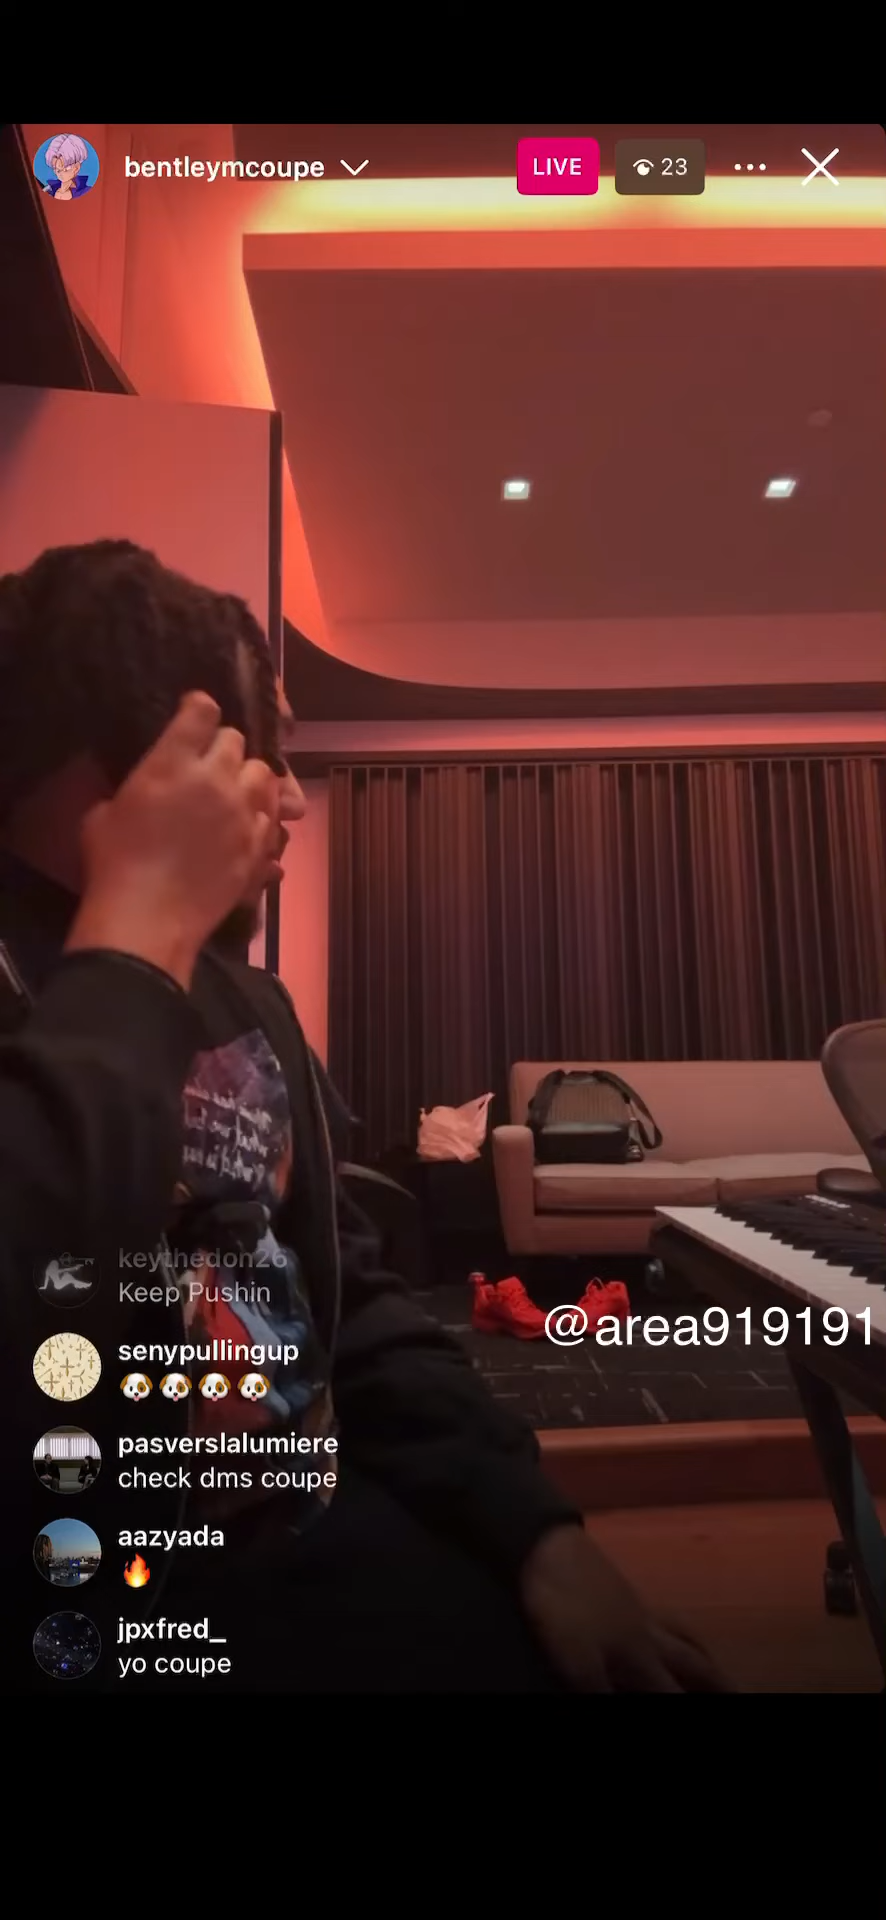 bentleymcoupe
LIVE
23
keythedon26
Keep Pushin
@area919191
senypullingup
🐶 🐶 🐶 🐶
pasverslalumiere
check dms coupe
aazyada
🔥
jpxfred_
yo coupe